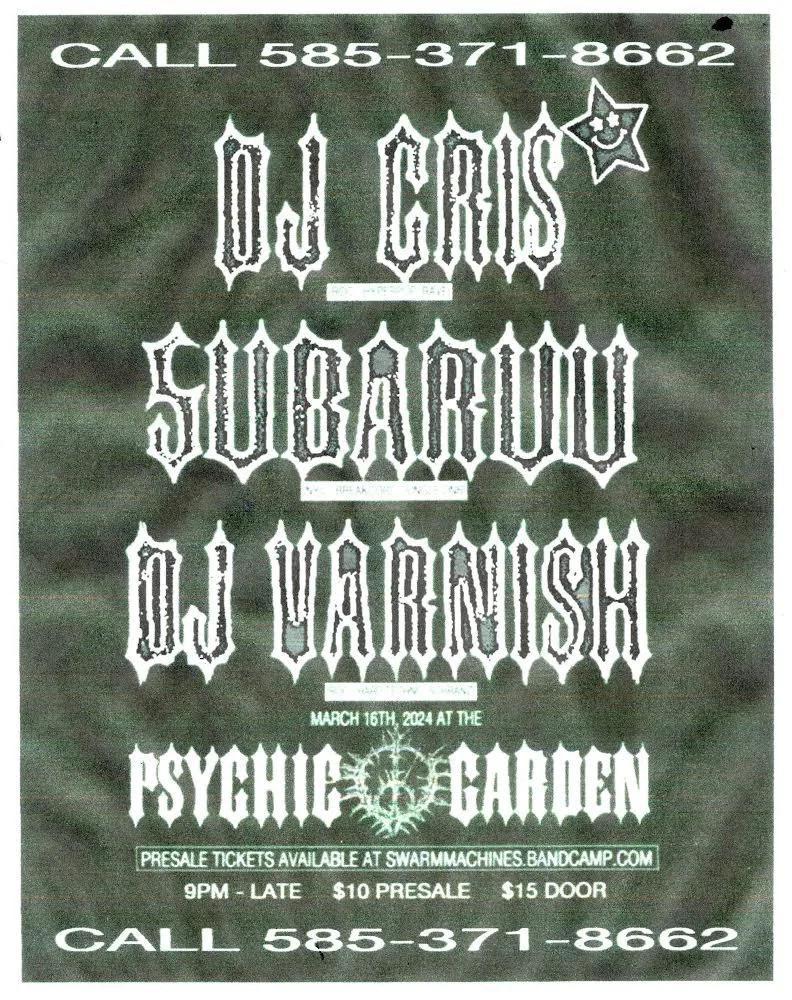 CALL 585-371-8662
DJ CRIS
SUBARUU
DJ VARNISH
MARCH 16TH, 2024 AT THE
PSYCHIC GARDEN
PRESALE TICKETS AVAILABLE AT SWARMMACHINES.BANDCAMP.COM
9PM - LATE $10 PRESALE $15 DOOR
CALL 585-371-8662